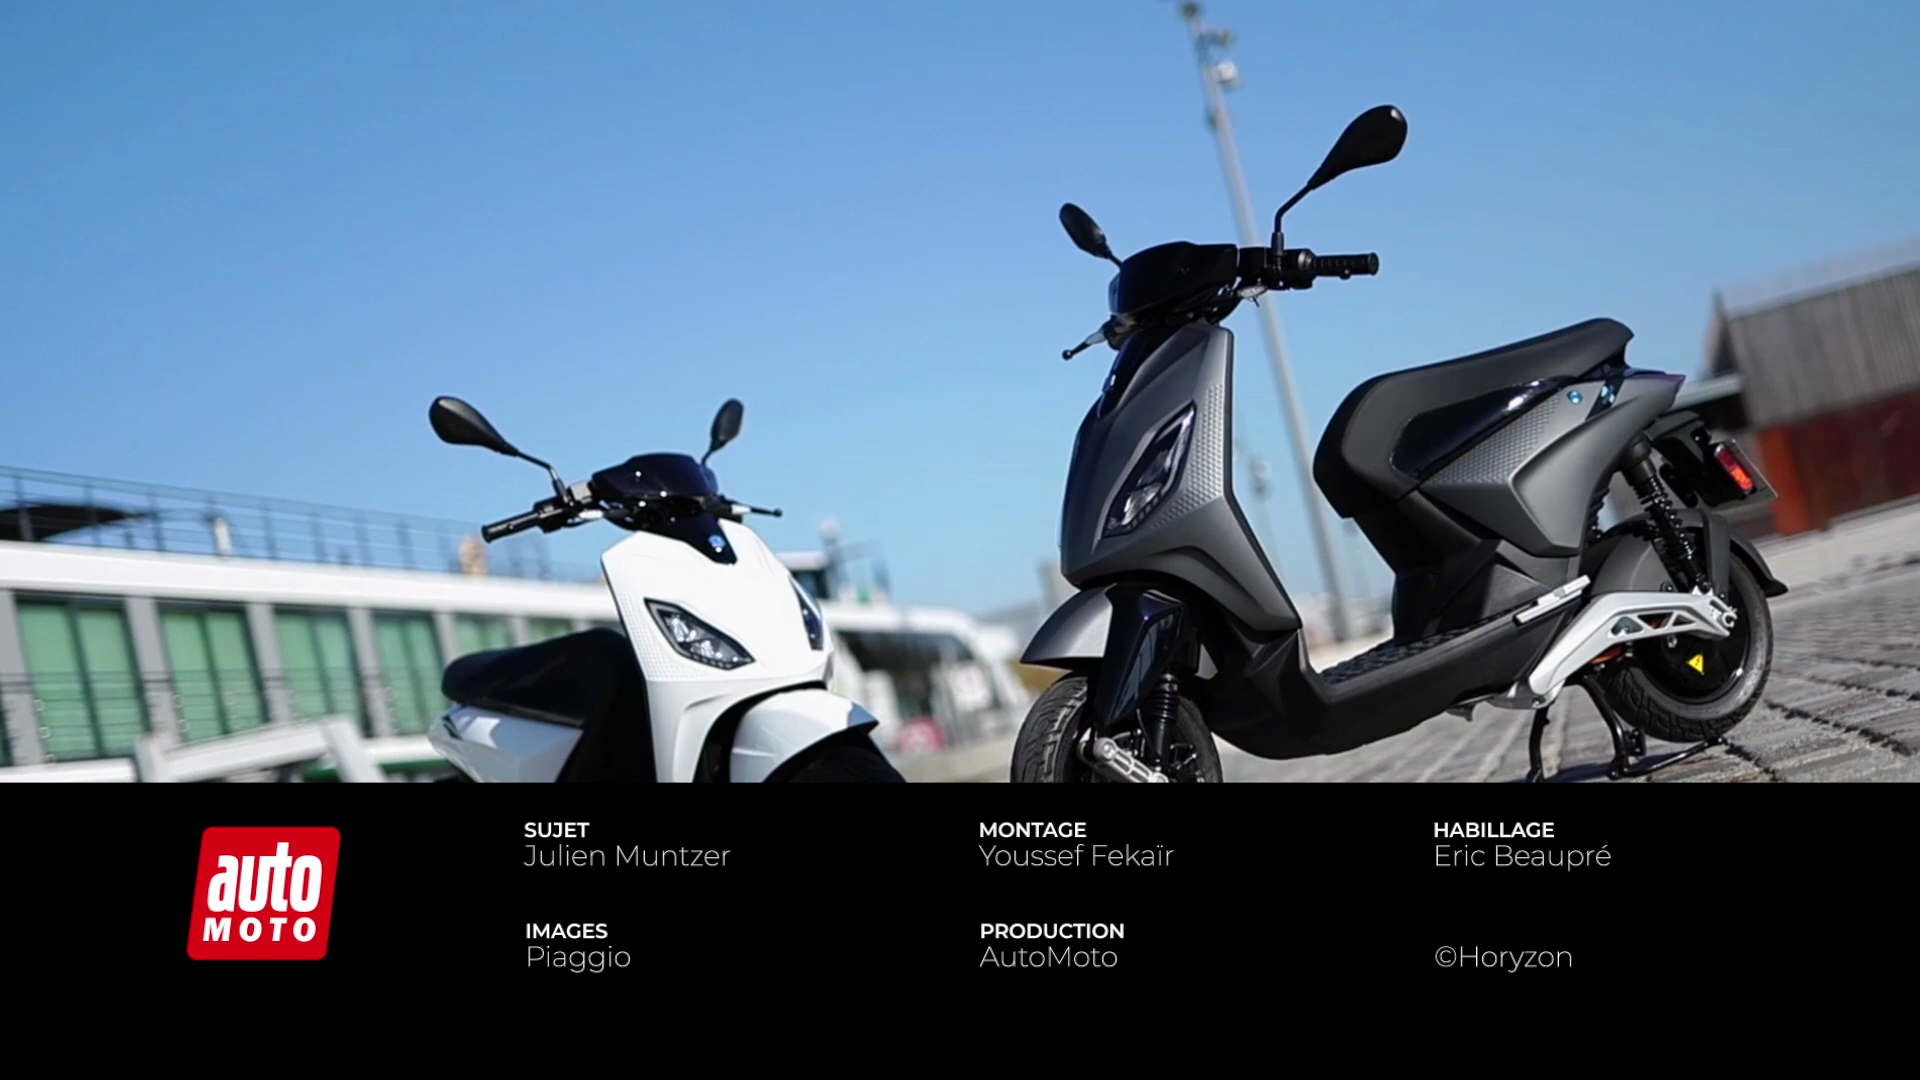 auto
MOTO
SUJET
Julien Muntzer
MONTAGE
Youssef Fekaïr
HABILLAGE
Eric Beaupré
IMAGES
Piaggio
PRODUCTION
AutoMoto
©Horyzon